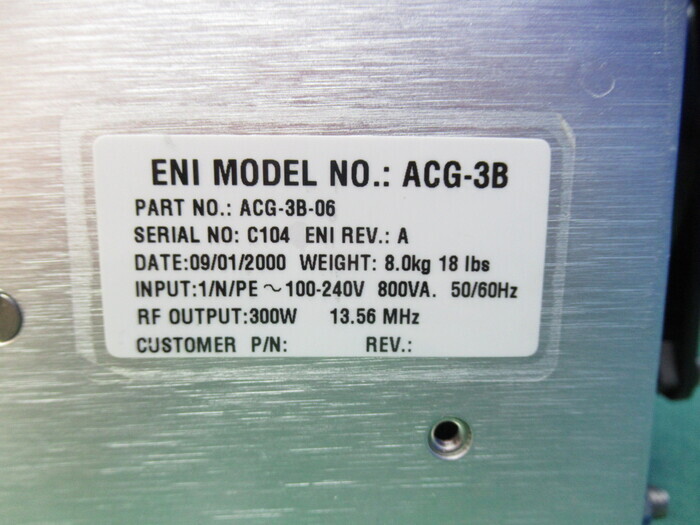 ENI MODEL NO.: ACG-3B
PART NO.: ACG-3B-06
SERIAL NO: C104 ENI REV.: A
DATE:09/01/2000 WEIGHT: 8.0kg 18 lbs
INPUT:1/N/PE ~ 100-240V 800VA. 50/60Hz
RF OUTPUT:300W 13.56 MHz
CUSTOMER P/N: REV.: